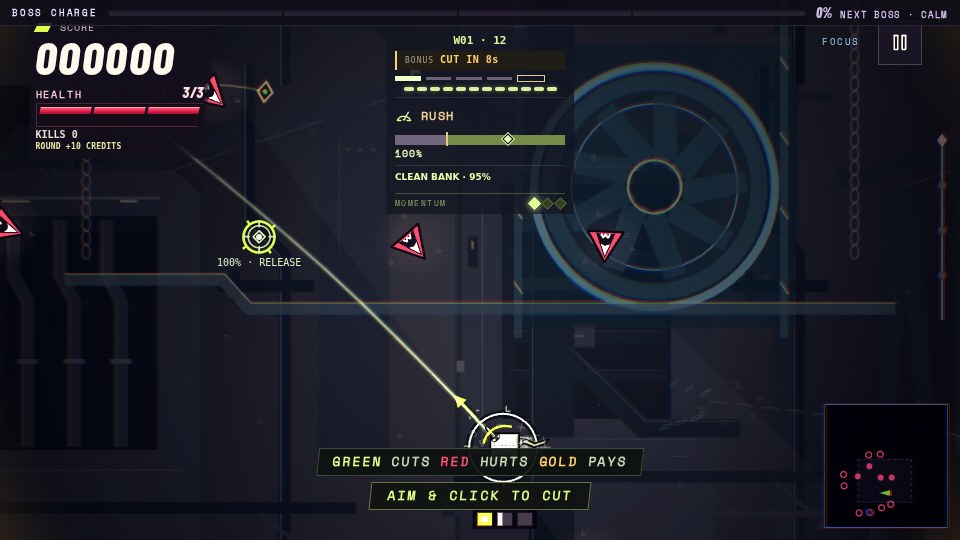 BOSS CHARGE
0% NEXT BOSS · CALM
SCORE
000000
HEALTH 3/3
KILLS 0
ROUND +10 CREDITS
W01 · 12
BONUS CUT IN 8s
RUSH
100%
CLEAN BANK · 95%
MOMENTUM
FOCUS
100% · RELEASE
GREEN CUTS RED HURTS GOLD PAYS
AIM & CLICK TO CUT